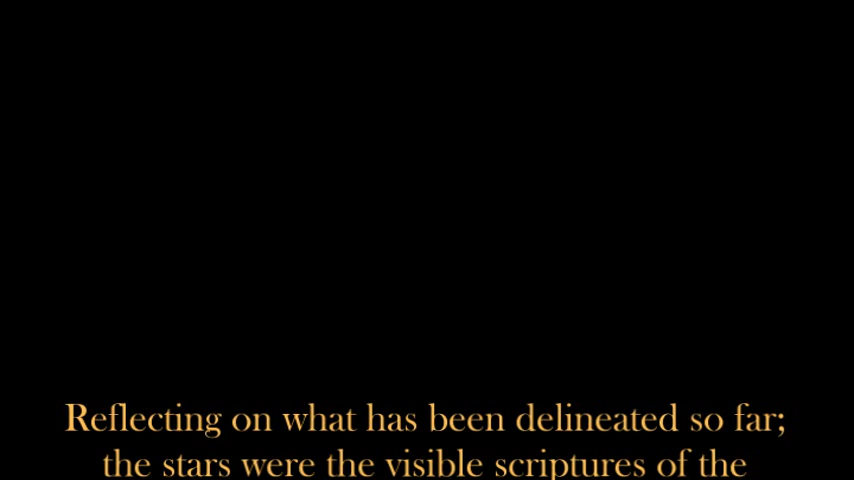 Reflecting on what has been delineated so far;
the stars were the visible scriptures of the